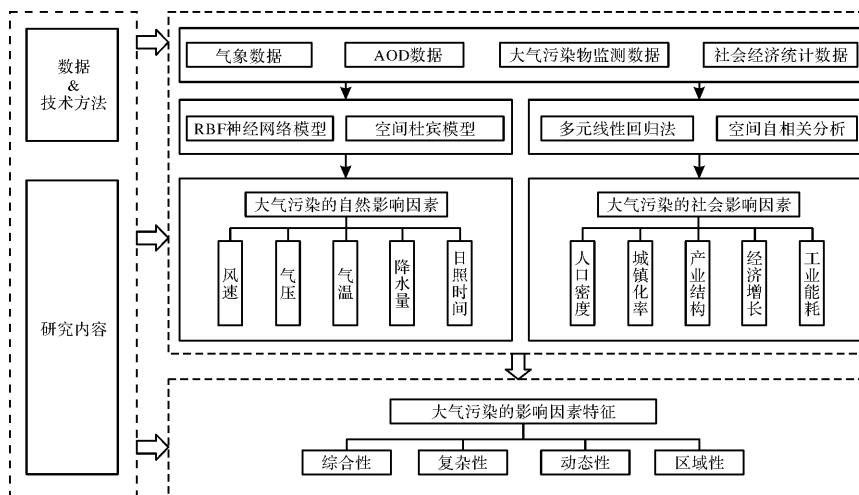 数据
&
技术方法
研究内容
气象数据
AOD数据
大气污染物监测数据
社会经济统计数据
RBF神经网络模型
空间杜宾模型
多元线性回归法
空间自相关分析
大气污染的自然影响因素
风速
气压
气温
降水量
日照时间
大气污染的社会影响因素
人口密度
城镇化率
产业结构
经济增长
工业能耗
大气污染的影响因素特征
综合性
复杂性
动态性
区域性